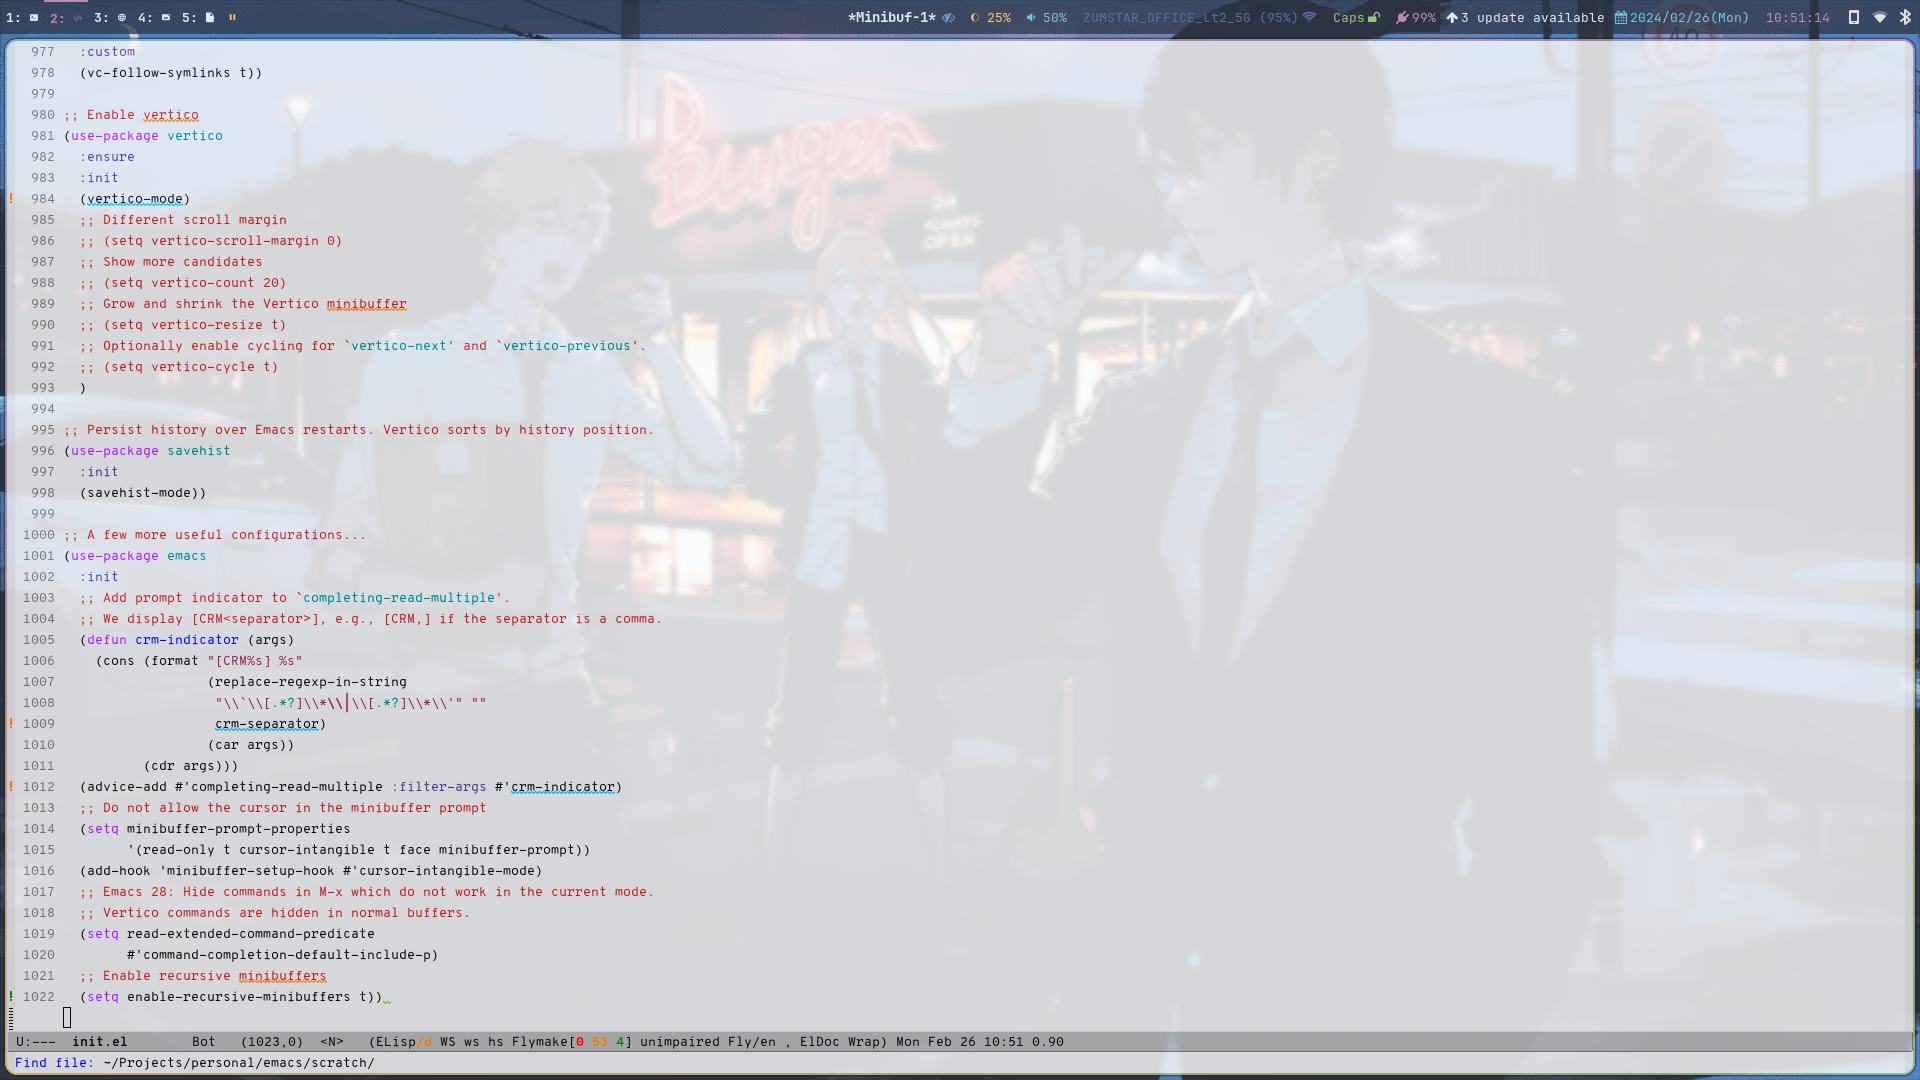 1: 2: 3: 4: 5: *Minibuf-1* 25% 50% ZUMSTAR_OFFICE_Lt2_5G (95%) Caps 99% 3 update available 2024/02/26(Mon) 10:51:14
977 :custom
978 (vc-follow-symlinks t))
979
980 ;; Enable vertico
981 (use-package vertico
982 :ensure
983 :init
! 984 (vertico-mode)
985 ;; Different scroll margin
986 ;; (setq vertico-scroll-margin 0)
987 ;; Show more candidates
988 ;; (setq vertico-count 20)
989 ;; Grow and shrink the Vertico minibuffer
990 ;; (setq vertico-resize t)
991 ;; Optionally enable cycling for `vertico-next' and `vertico-previous'.
992 ;; (setq vertico-cycle t)
993 )
994
995 ;; Persist history over Emacs restarts. Vertico sorts by history position.
996 (use-package savehist
997 :init
998 (savehist-mode))
999
1000 ;; A few more useful configurations...
1001 (use-package emacs
1002 :init
1003 ;; Add prompt indicator to `completing-read-multiple'.
1004 ;; We display [CRM<separator>], e.g., [CRM,] if the separator is a comma.
1005 (defun crm-indicator (args)
1006 (cons (format "[CRM%s] %s"
1007 (replace-regexp-in-string
1008 "\\`\\[.*?]\\*\\|\\[.*?]\\*\\'" ""
! 1009 crm-separator)
1010 (car args))
1011 (cdr args)))
! 1012 (advice-add #'completing-read-multiple :filter-args #'crm-indicator)
1013 ;; Do not allow the cursor in the minibuffer prompt
1014 (setq minibuffer-prompt-properties
1015 '(read-only t cursor-intangible t face minibuffer-prompt))
1016 (add-hook 'minibuffer-setup-hook #'cursor-intangible-mode)
1017 ;; Emacs 28: Hide commands in M-x which do not work in the current mode.
1018 ;; Vertico commands are hidden in normal buffers.
1019 (setq read-extended-command-predicate
1020 #'command-completion-default-include-p)
1021 ;; Enable recursive minibuffers
! 1022 (setq enable-recursive-minibuffers t))
U:--- init.el Bot (1023,0) <N> (ELisp/d WS ws hs Flymake[0 53 4] unimpaired Fly/en , ElDoc Wrap) Mon Feb 26 10:51 0.90
Find file: ~/Projects/personal/emacs/scratch/
Burger
24
ALWAYS
OPEN
40